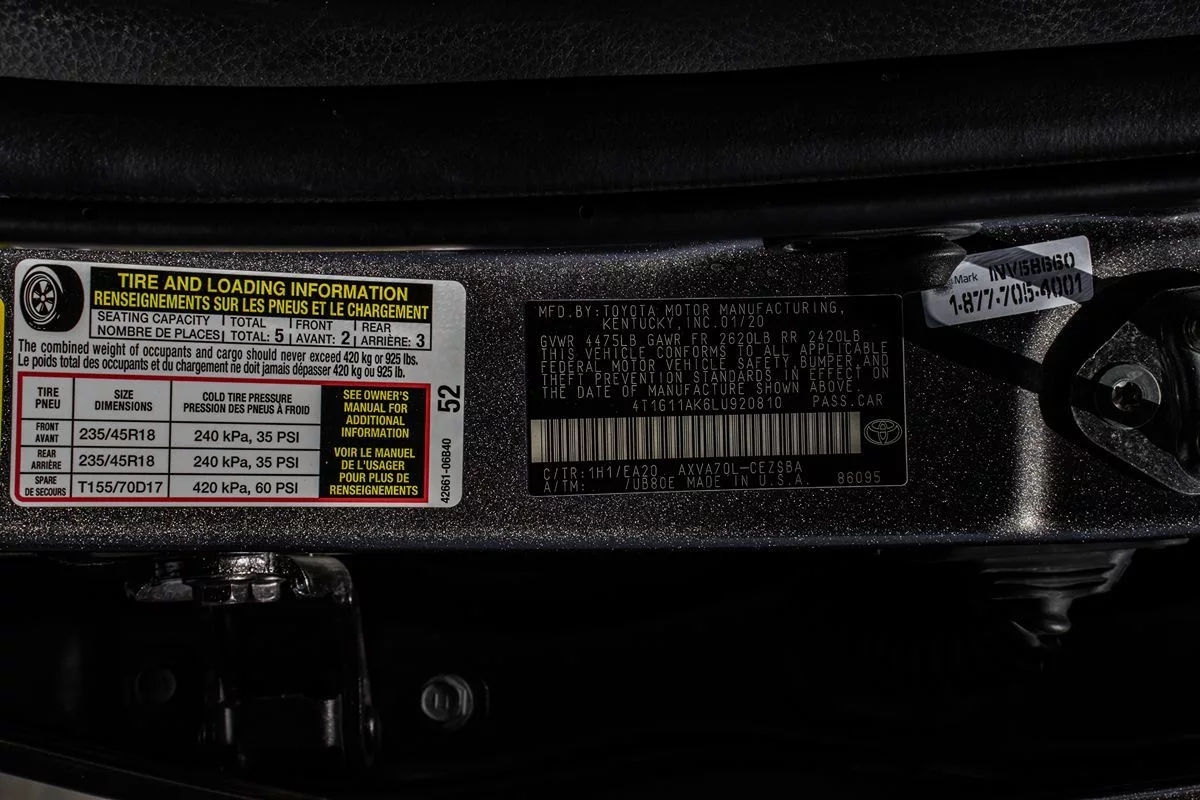 TIRE AND LOADING INFORMATION
RENSEIGNEMENTS SUR LES PNEUS ET LE CHARGEMENT
SEATING CAPACITY TOTAL FRONT REAR
NOMBRE DE PLACES TOTAL: 5 AVANT: 2 ARRIÈRE: 3
The combined weight of occupants and cargo should never exceed 420 kg or 925 lbs.
Le poids total des occupants et du chargement ne doit jamais dépasser 420 kg ou 925 lb.
TIRE
PNEU
SIZE
DIMENSIONS
COLD TIRE PRESSURE
PRESSION DES PNEUS À FROID
FRONT
AVANT
235/45R18
240 kPa, 35 PSI
REAR
ARRIÈRE
235/45R18
240 kPa, 35 PSI
SPARE
DE SECOURS
T155/70D17
420 kPa, 60 PSI
SEE OWNER'S
MANUAL FOR
ADDITIONAL
INFORMATION
VOIR LE MANUEL
DE L'USAGER
POUR PLUS DE
RENSEIGNEMENTS
52
42661-06B40
MFD.BY:TOYOTA MOTOR MANUFACTURING,
KENTUCKY,INC.01/20
GVWR 4475LB GAWR FR 2620LB RR 2420LB
THIS VEHICLE CONFORMS TO ALL APPLICABLE
FEDERAL MOTOR VEHICLE SAFETY, BUMPER AND
THEFT PREVENTION STANDARDS IN EFFECT ON
THE DATE OF MANUFACTURE SHOWN ABOVE.
4T1G11AK6LU920810 PASS.CAR
C/TR:1H1/EA20 AXVA70L-CEZSBA
A/TM: 7UB80E MADE IN U.S.A. 86095
Mark INV58660
1-877-705-4001